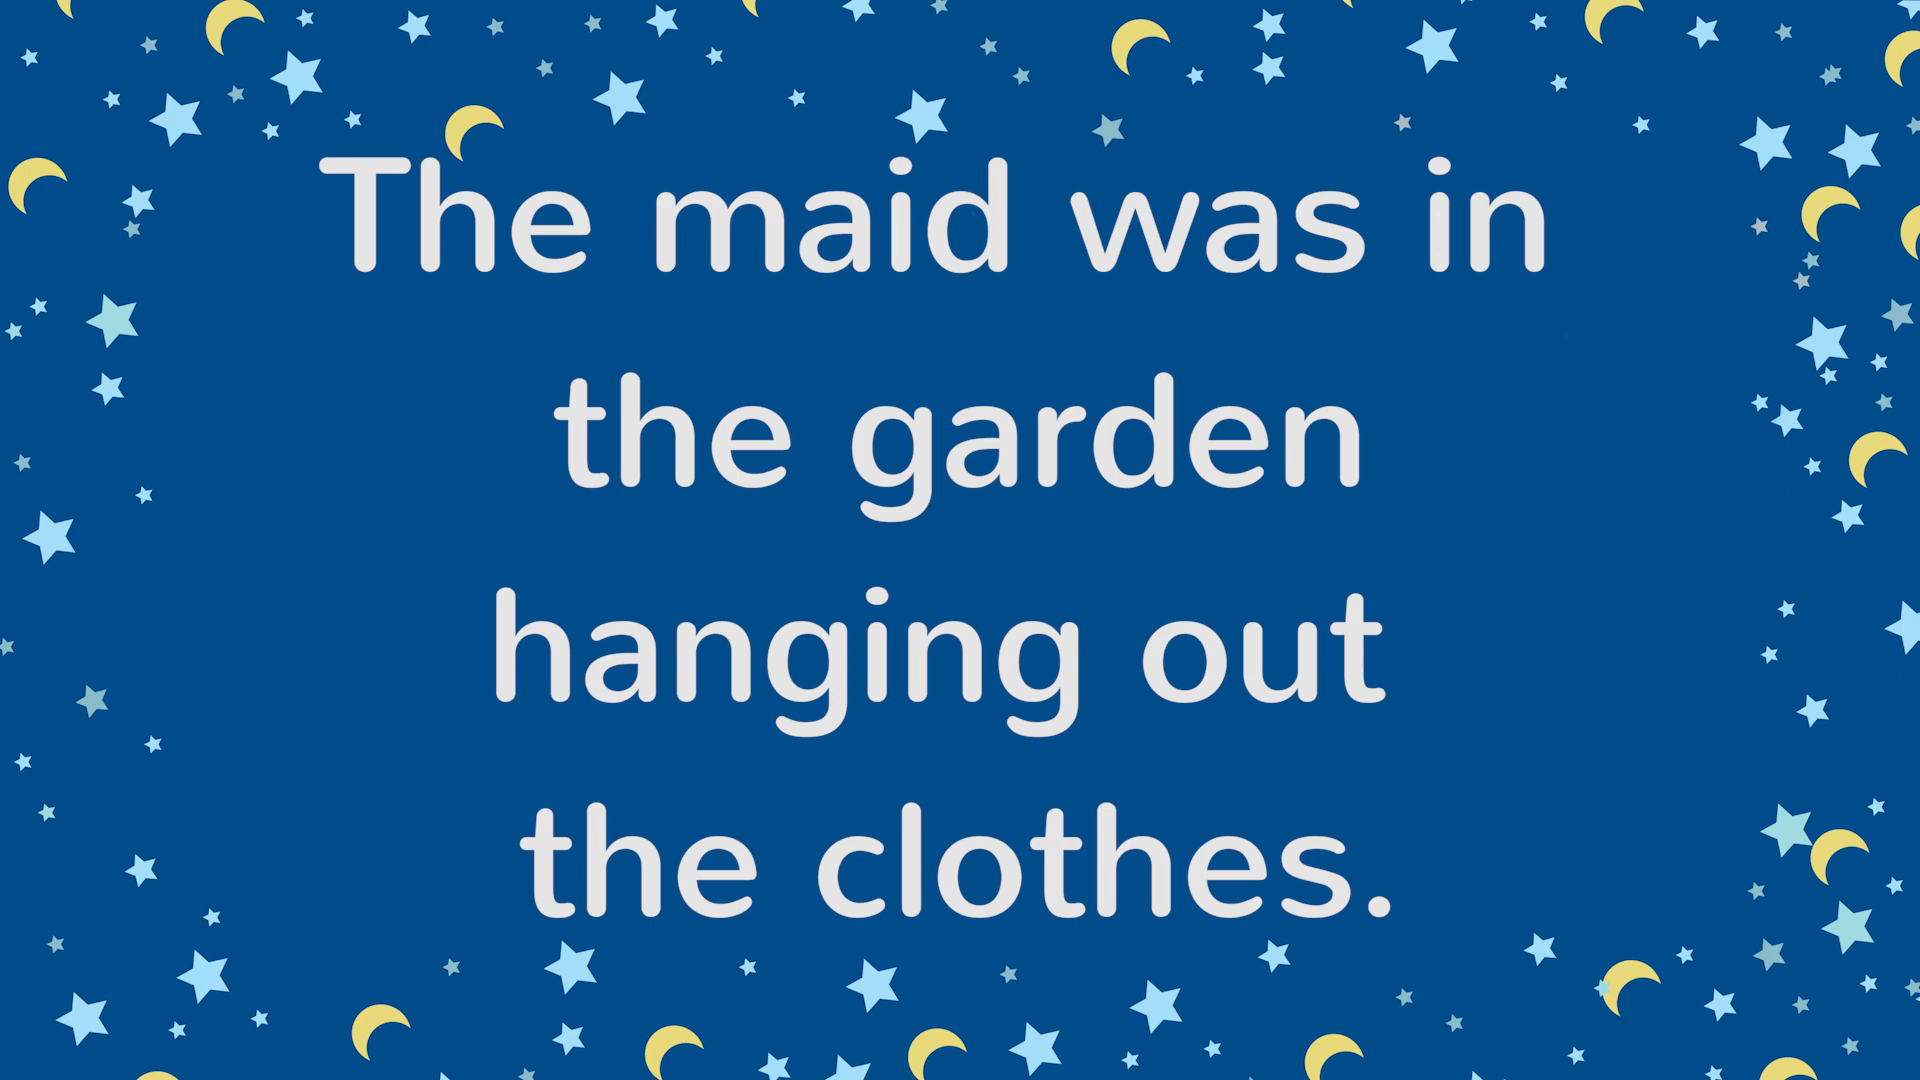 The maid was in
the garden
hanging out
the clothes.